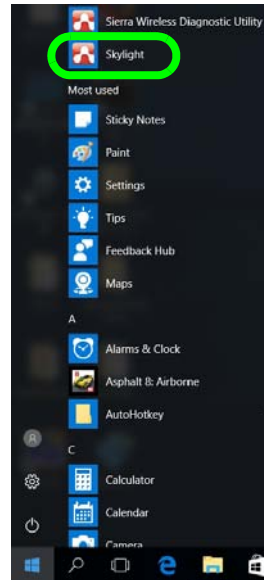 Sierra Wireless Diagnostic Utility
Skylight
Most used
Sticky Notes
Paint
Settings
Tips
Feedback Hub
Maps
A
Alarms & Clock
Asphalt 8: Airborne
AutoHotkey
C
Calculator
Calendar
Camera